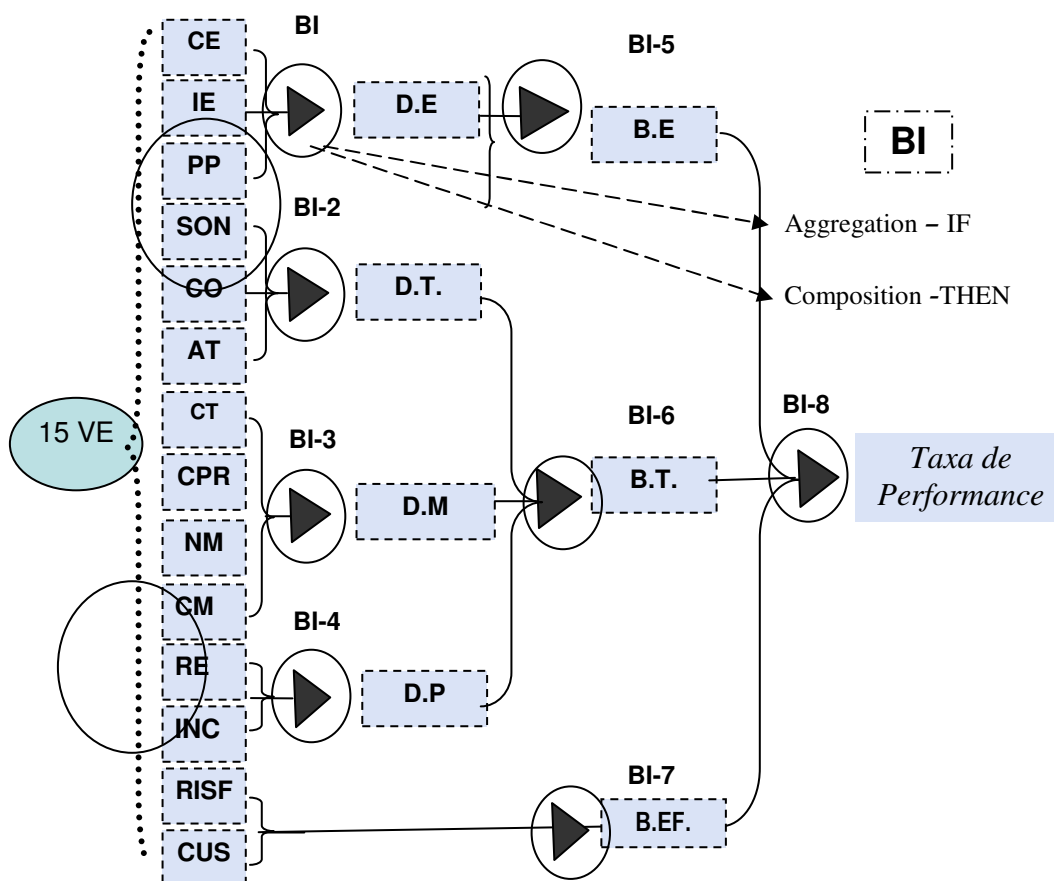 CE
BI
BI-5
IE
D.E
B.E
BI
PP
BI-2
SON
Aggregation – IF
CO
D.T.
Composition -THEN
AT
CT
BI-6
BI-8
15 VE
BI-3
CPR
B.T.
Taxa de
Performance
D.M
NM
CM
BI-4
RE
D.P
INC
BI-7
RISF
B.EF.
CUS